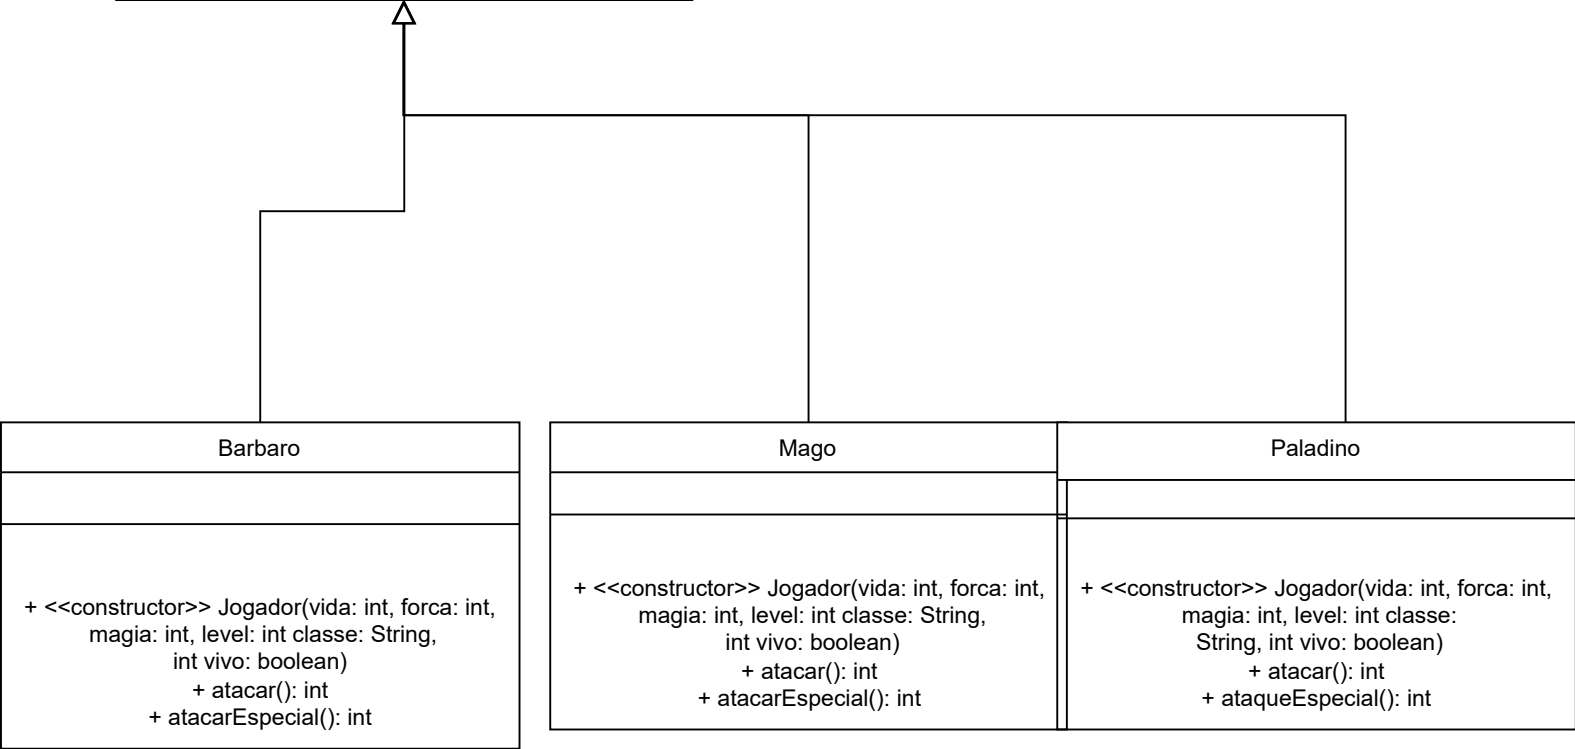 Barbaro
+ <<constructor>> Jogador(vida: int, forca: int,
magia: int, level: int classe: String,
int vivo: boolean)
+ atacar(): int
+ atacarEspecial(): int
Mago
+ <<constructor>> Jogador(vida: int, forca: int,
magia: int, level: int classe: String,
int vivo: boolean)
+ atacar(): int
+ atacarEspecial(): int
Paladino
+ <<constructor>> Jogador(vida: int, forca: int,
magia: int, level: int classe:
String, int vivo: boolean)
+ atacar(): int
+ ataqueEspecial(): int